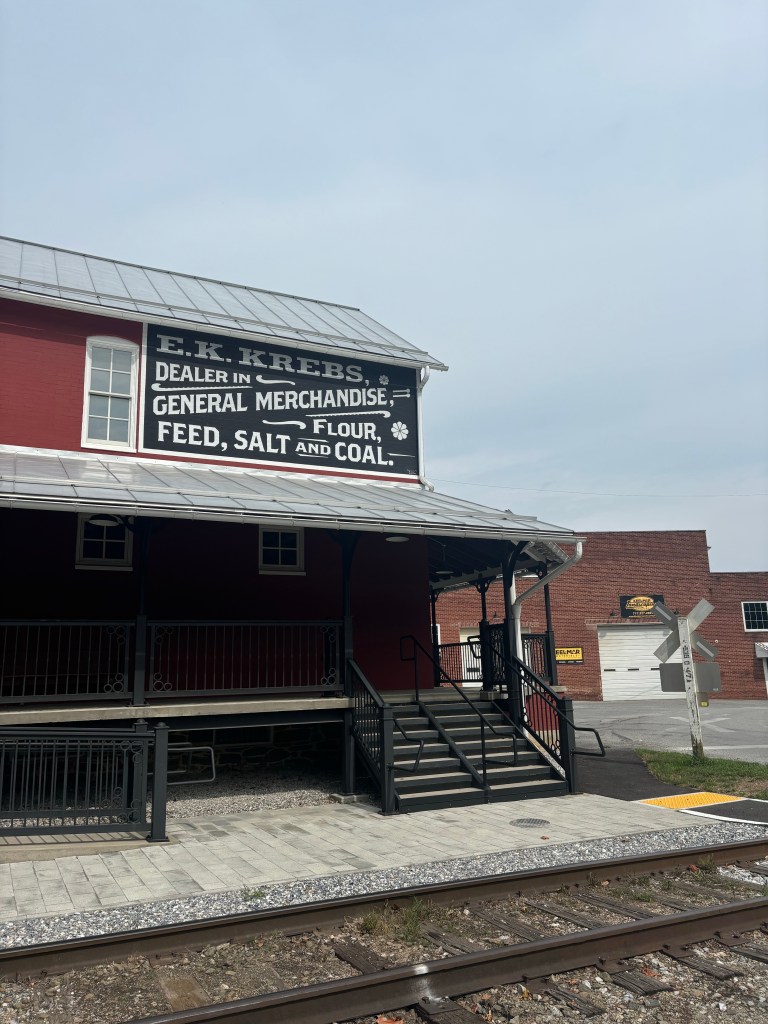 E.K. KREBS,
DEALER IN
GENERAL MERCHANDISE,
FLOUR,
FEED, SALT AND COAL.